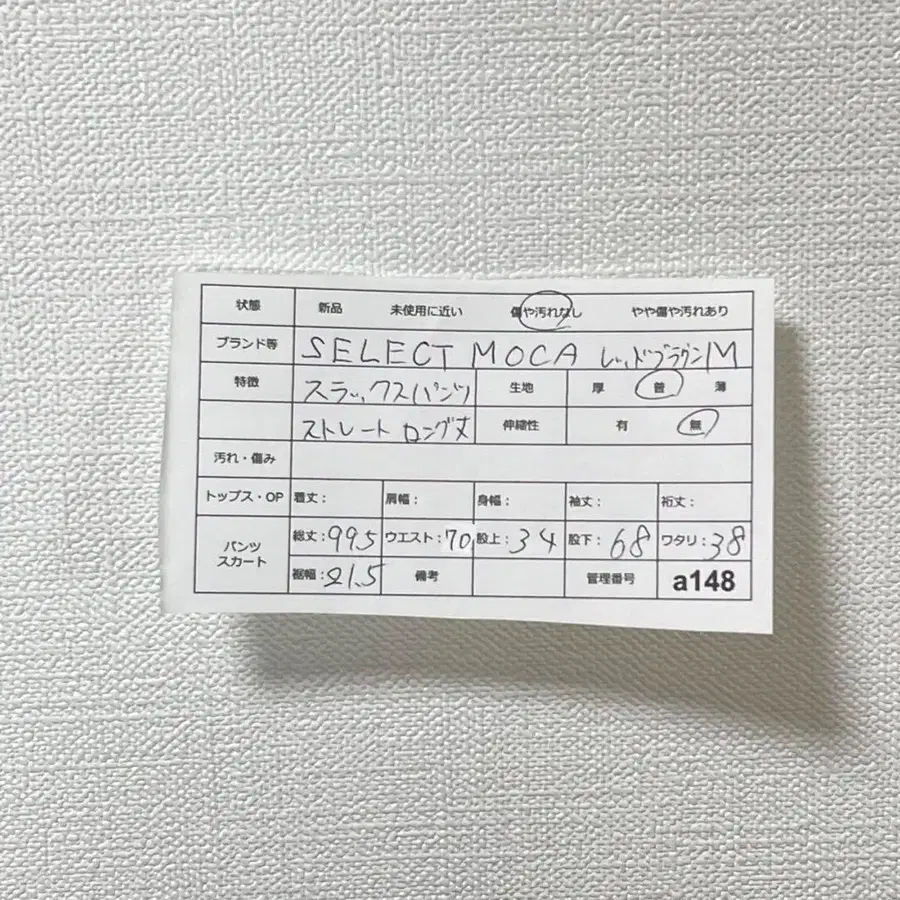 状態 新品 未使用に近い 傷や汚れなし やや傷や汚れあり
ブランド等 SELECT MOCA レッドブラウン M
特徴 スラックスパンツ 生地 厚 普 薄
ストレート ロング丈 伸縮性 有 無
汚れ・傷み
トップス・OP 着丈: 肩幅: 身幅: 袖丈: 裄丈:
パンツ スカート 総丈:99.5 ウエスト:70 股上:34 股下:68 ワタリ:38
裾幅:21.5 備考 管理番号 a148